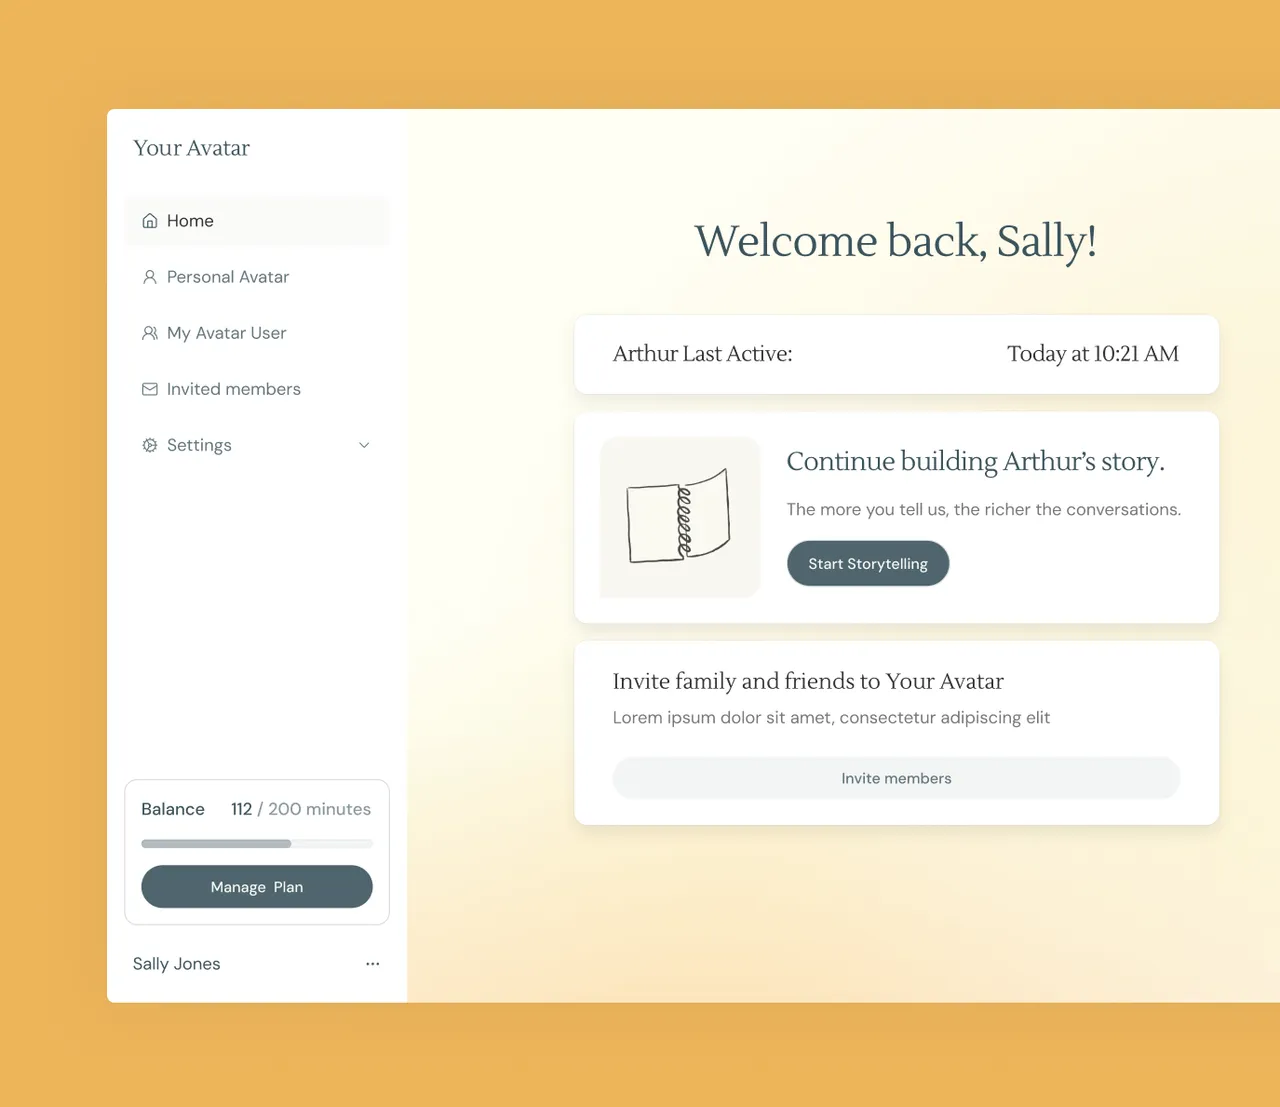 Your Avatar
Home
Personal Avatar
My Avatar User
Invited members
Settings
Balance 112 / 200 minutes
Manage Plan
Sally Jones
Welcome back, Sally!
Arthur Last Active: Today at 10:21 AM
Continue building Arthur’s story.
The more you tell us, the richer the conversations.
Start Storytelling
Invite family and friends to Your Avatar
Lorem ipsum dolor sit amet, consectetur adipiscing elit
Invite members